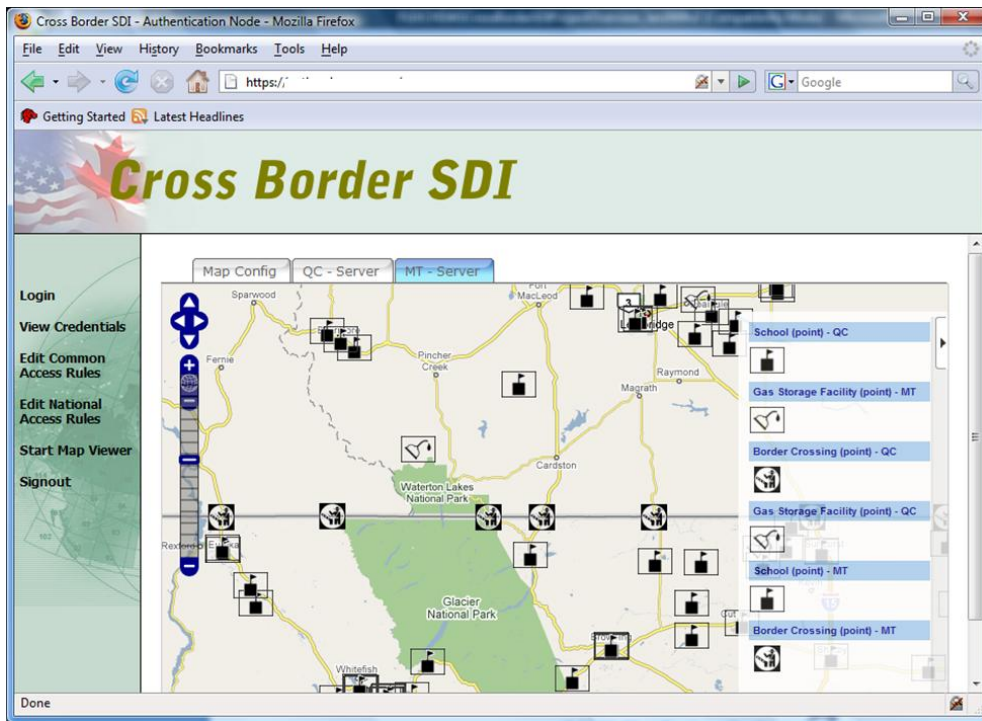 Cross Border SDI - Authentication Node - Mozilla Firefox
File Edit View History Bookmarks Tools Help
https:/
G Google
Getting Started Latest Headlines
Cross Border SDI
Login
View Credentials
Edit Common
Access Rules
Edit National
Access Rules
Start Map Viewer
Signout
Map Config QC - Server MT - Server
Sparwood
MacLeod
3
Fernie
Pincher
Creek
Raymond
Magrath
Cardston
Waterton Lakes
National Park
Glacier
National Park
Whitefish
15
School (point) - QC
Gas Storage Facility (point) - MT
Border Crossing (point) - QC
Gas Storage Facility (point) - QC
School (point) - MT
Border Crossing (point) - MT
Done